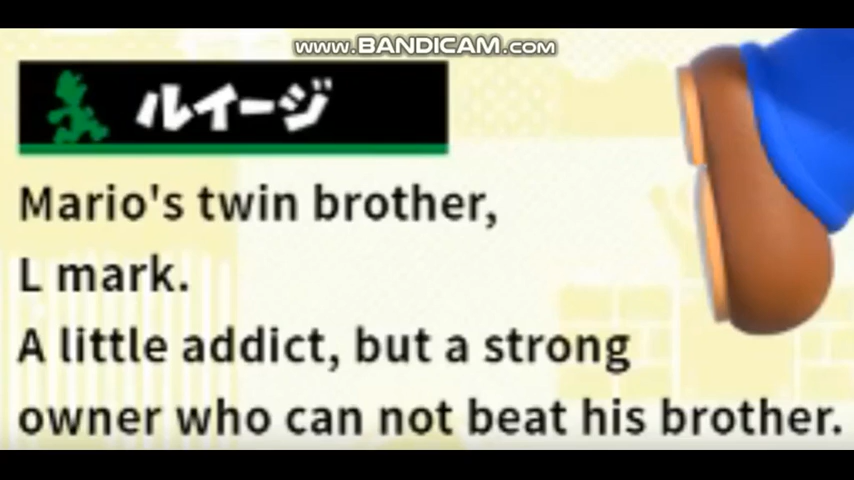 www.BANDICAM.com
ルイージ
Mario's twin brother,
L mark.
A little addict, but a strong
owner who can not beat his brother.